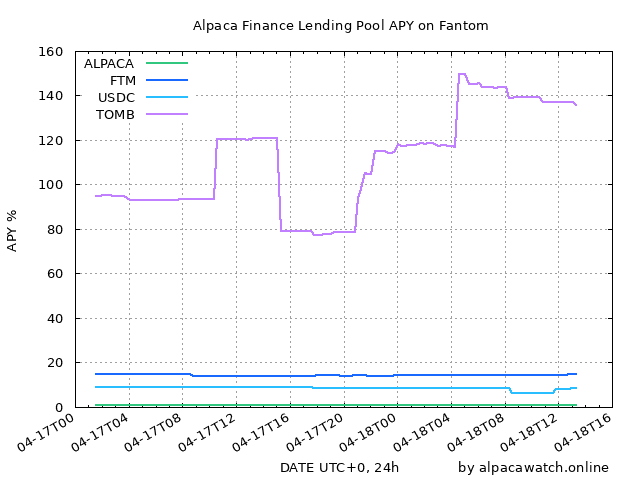 Alpaca Finance Lending Pool APY on Fantom
160
140
120
100
80
60
40
20
0
APY %
ALPACA
FTM
USDC
TOMB
04-17T00
04-17T04
04-17T08
04-17T12
04-17T16
04-17T20
04-18T00
04-18T04
04-18T08
04-18T12
04-18T16
DATE UTC+0, 24h
by alpacawatch.online